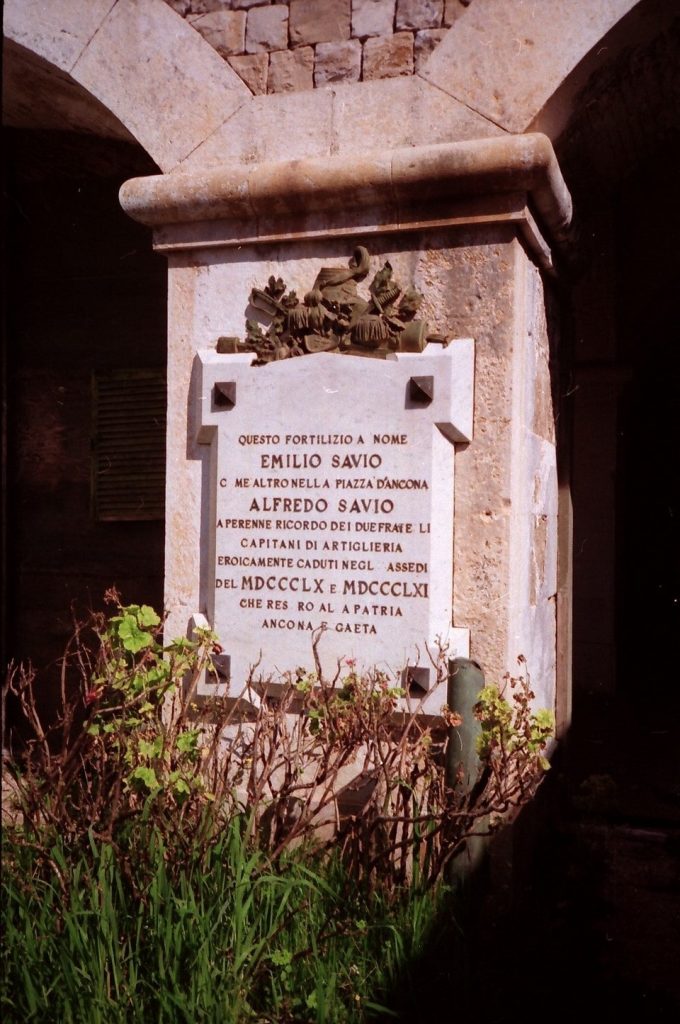 QUESTO FORTILIZIO A NOME
EMILIO SAVIO
C ME ALTRO NELLA PIAZZA D'ANCONA
ALFREDO SAVIO
A PERENNE RICORDO DEI DUE FRATE LI
CAPITANI DI ARTIGLIERIA
EROICAMENTE CADUTI NEGL ASSEDI
DEL MDCCCLX E MDCCCLXI
CHE RES RO AL A PATRIA
ANCONA E GAETA